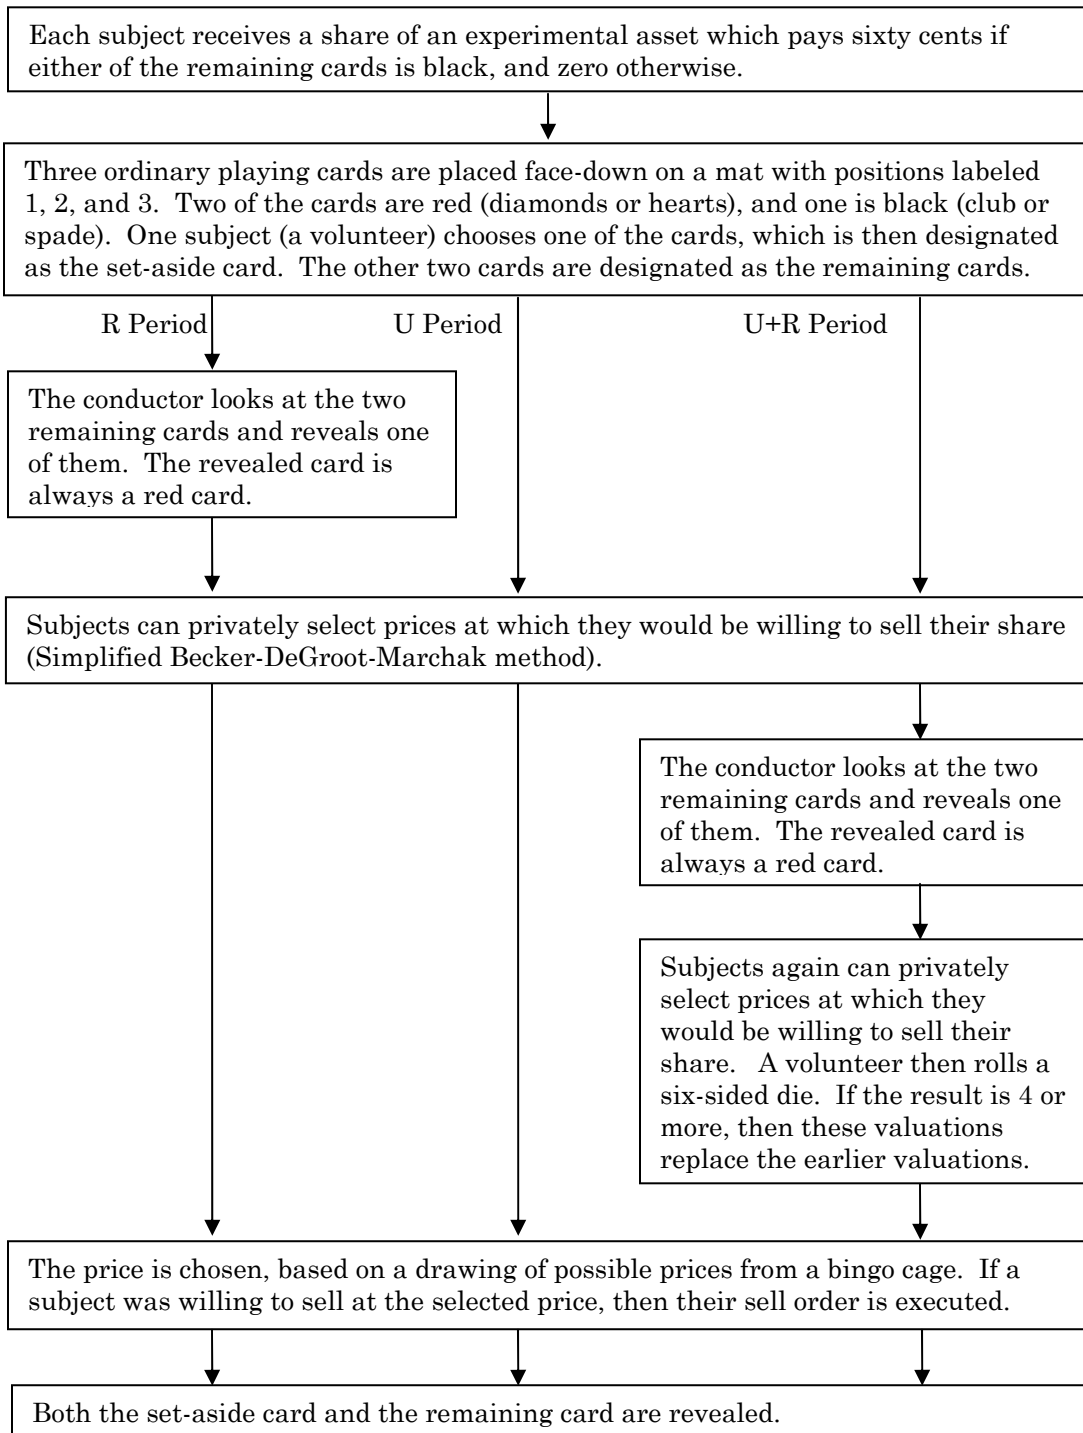 Each subject receives a share of an experimental asset which pays sixty cents if
either of the remaining cards is black, and zero otherwise.
Three ordinary playing cards are placed face-down on a mat with positions labeled
1, 2, and 3.  Two of the cards are red (diamonds or hearts), and one is black (club or
spade).  One subject (a volunteer) chooses one of the cards, which is then designated
as the set-aside card.  The other two cards are designated as the remaining cards.
R Period
U Period
U+R Period
The conductor looks at the two
remaining cards and reveals one
of them.  The revealed card is
always a red card.
Subjects can privately select prices at which they would be willing to sell their share
(Simplified Becker-DeGroot-Marchak method).
The conductor looks at the two
remaining cards and reveals one
of them.  The revealed card is
always a red card.
Subjects again can privately
select prices at which they
would be willing to sell their
share.   A volunteer then rolls a
six-sided die.  If the result is 4 or
more, then these valuations
replace the earlier valuations.
The price is chosen, based on a drawing of possible prices from a bingo cage.  If a
subject was willing to sell at the selected price, then their sell order is executed.
Both the set-aside card and the remaining card are revealed.